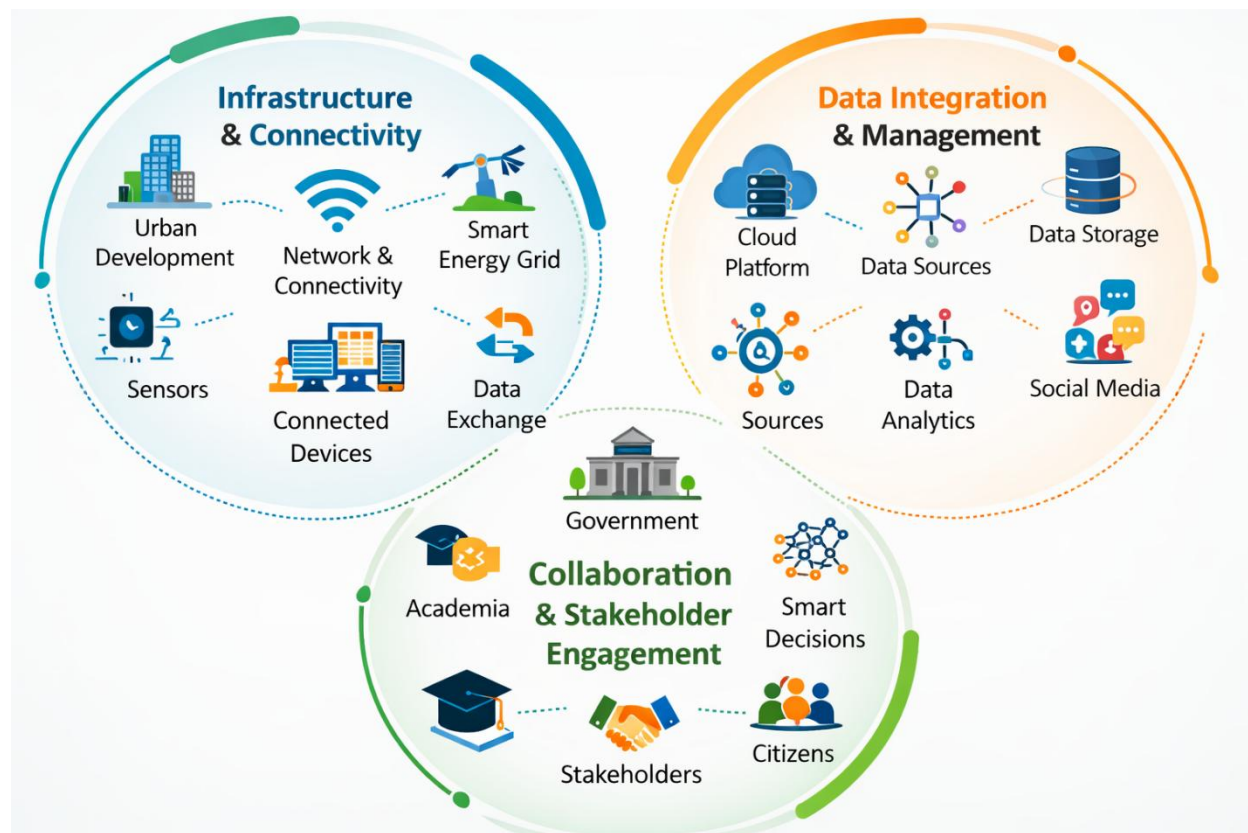 Infrastructure
& Connectivity
Urban
Development
Network &
Connectivity
Smart
Energy Grid
Sensors
Connected
Devices
Data
Exchange
Data Integration
& Management
Cloud
Platform
Data Sources
Data Storage
Sources
Data
Analytics
Social Media
Government
Academia
Collaboration
& Stakeholder
Engagement
Smart
Decisions
Stakeholders
Citizens